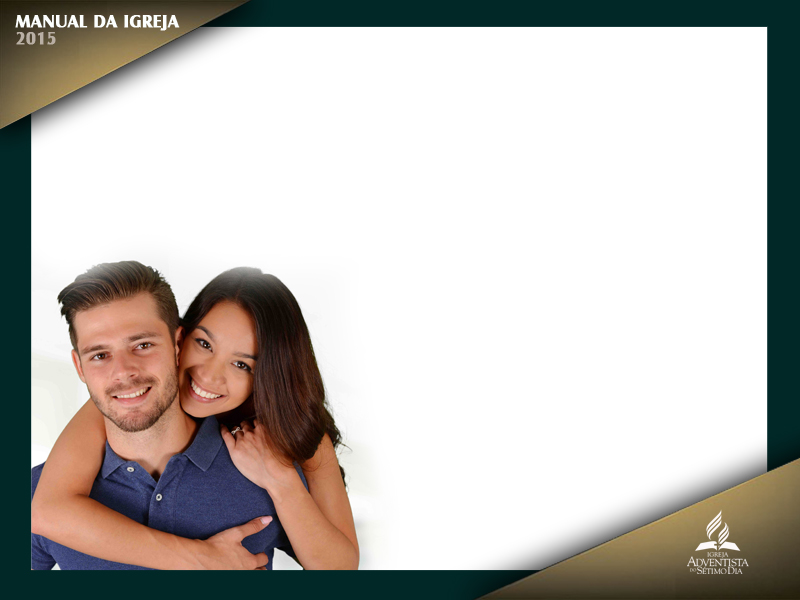 MANUAL DA IGREJA
2015
IGREJA
ADVENTISTA
DO SÉTIMO DIA